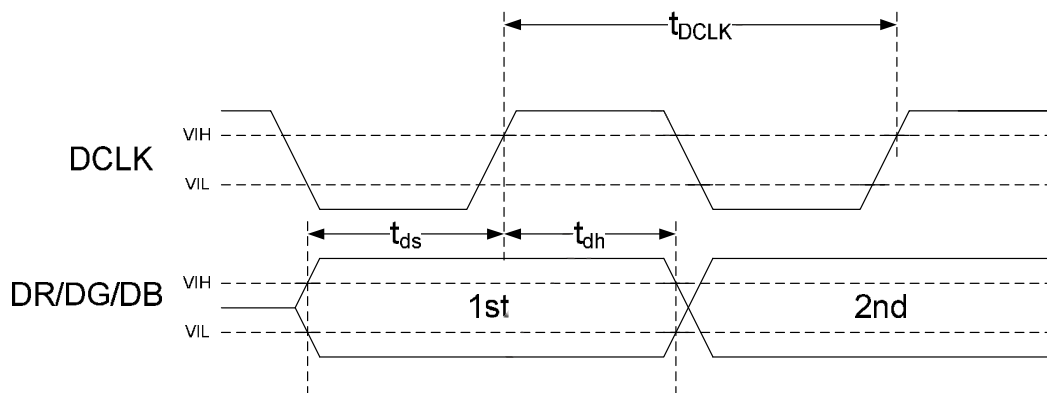 tDCLK
VIH
DCLK
VIL
tds tdh
VIH
DR/DG/DB 1st 2nd
VIL